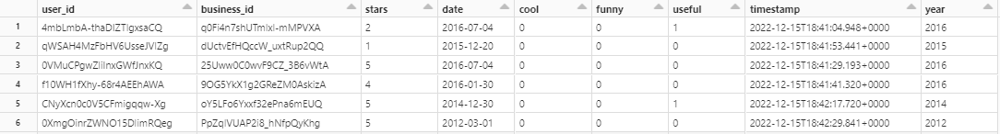 user_id business_id stars date cool funny useful timestamp year
1 4mbLmbA-thaDIZTIgxsaCQ q0Fi4n7shUTmIxI-mMPVXA 2 2016-07-04 0 0 1 2022-12-15T18:41:04.948+0000 2016
2 qWSAH4MzFbHV6UsseJVIZg dUctvEfHQccW_uxtRup2QQ 1 2015-12-20 0 0 0 2022-12-15T18:41:53.441+0000 2015
3 0VMuCPgwZliInxGWfJnxKQ 25Uww0C0wvF9CZ_3B6vWtA 5 2016-07-04 0 0 0 2022-12-15T18:41:29.193+0000 2016
4 f10WH1fXhy-68r4AEEhAWA 9OG5YkX1g2GReZM0AskizA 4 2016-01-30 0 0 0 2022-12-15T18:41:41.320+0000 2016
5 CNyXcn0c0V5CFmigqqw-Xg oY5LFo6Yxxf32ePna6mEUQ 5 2014-12-30 0 0 1 2022-12-15T18:42:17.720+0000 2014
6 0XmgOinrZWNO15DlimRQeg PpZqIVUAP2i8_hNfpQyKhg 5 2012-03-01 0 0 0 2022-12-15T18:42:29.841+0000 2012